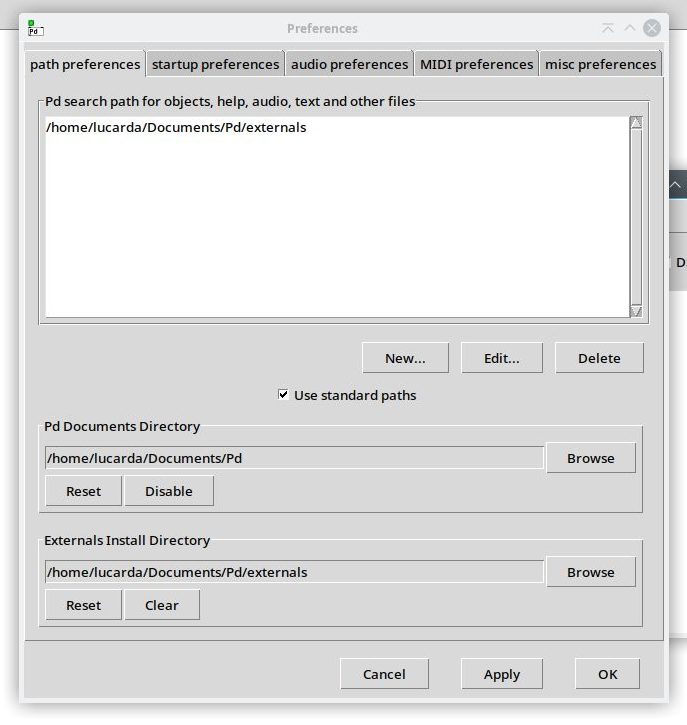 Pd
Preferences
path preferences startup preferences audio preferences MIDI preferences misc preferences
Pd search path for objects, help, audio, text and other files
/home/lucarda/Documents/Pd/externals
New... Edit... Delete
Use standard paths
Pd Documents Directory
/home/lucarda/Documents/Pd
Browse
Reset Disable
Externals Install Directory
/home/lucarda/Documents/Pd/externals
Browse
Reset Clear
Cancel Apply OK